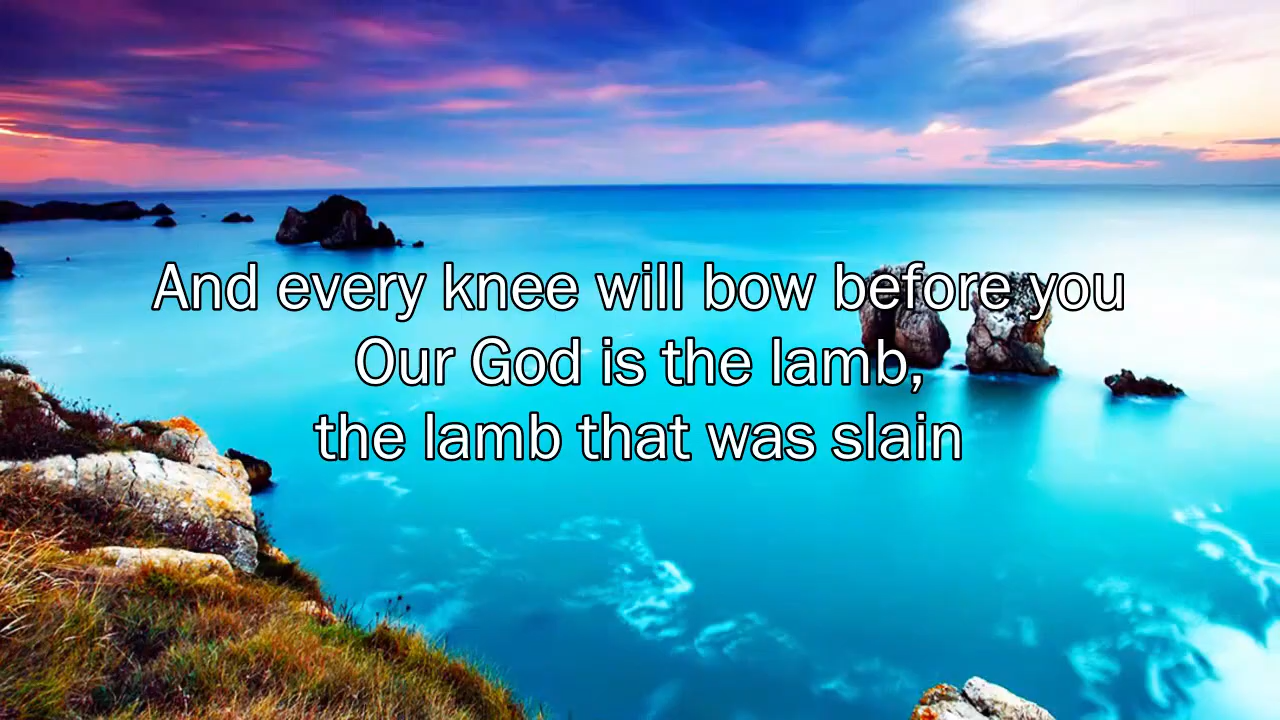 And every knee will bow before you
Our God is the lamb,
the lamb that was slain